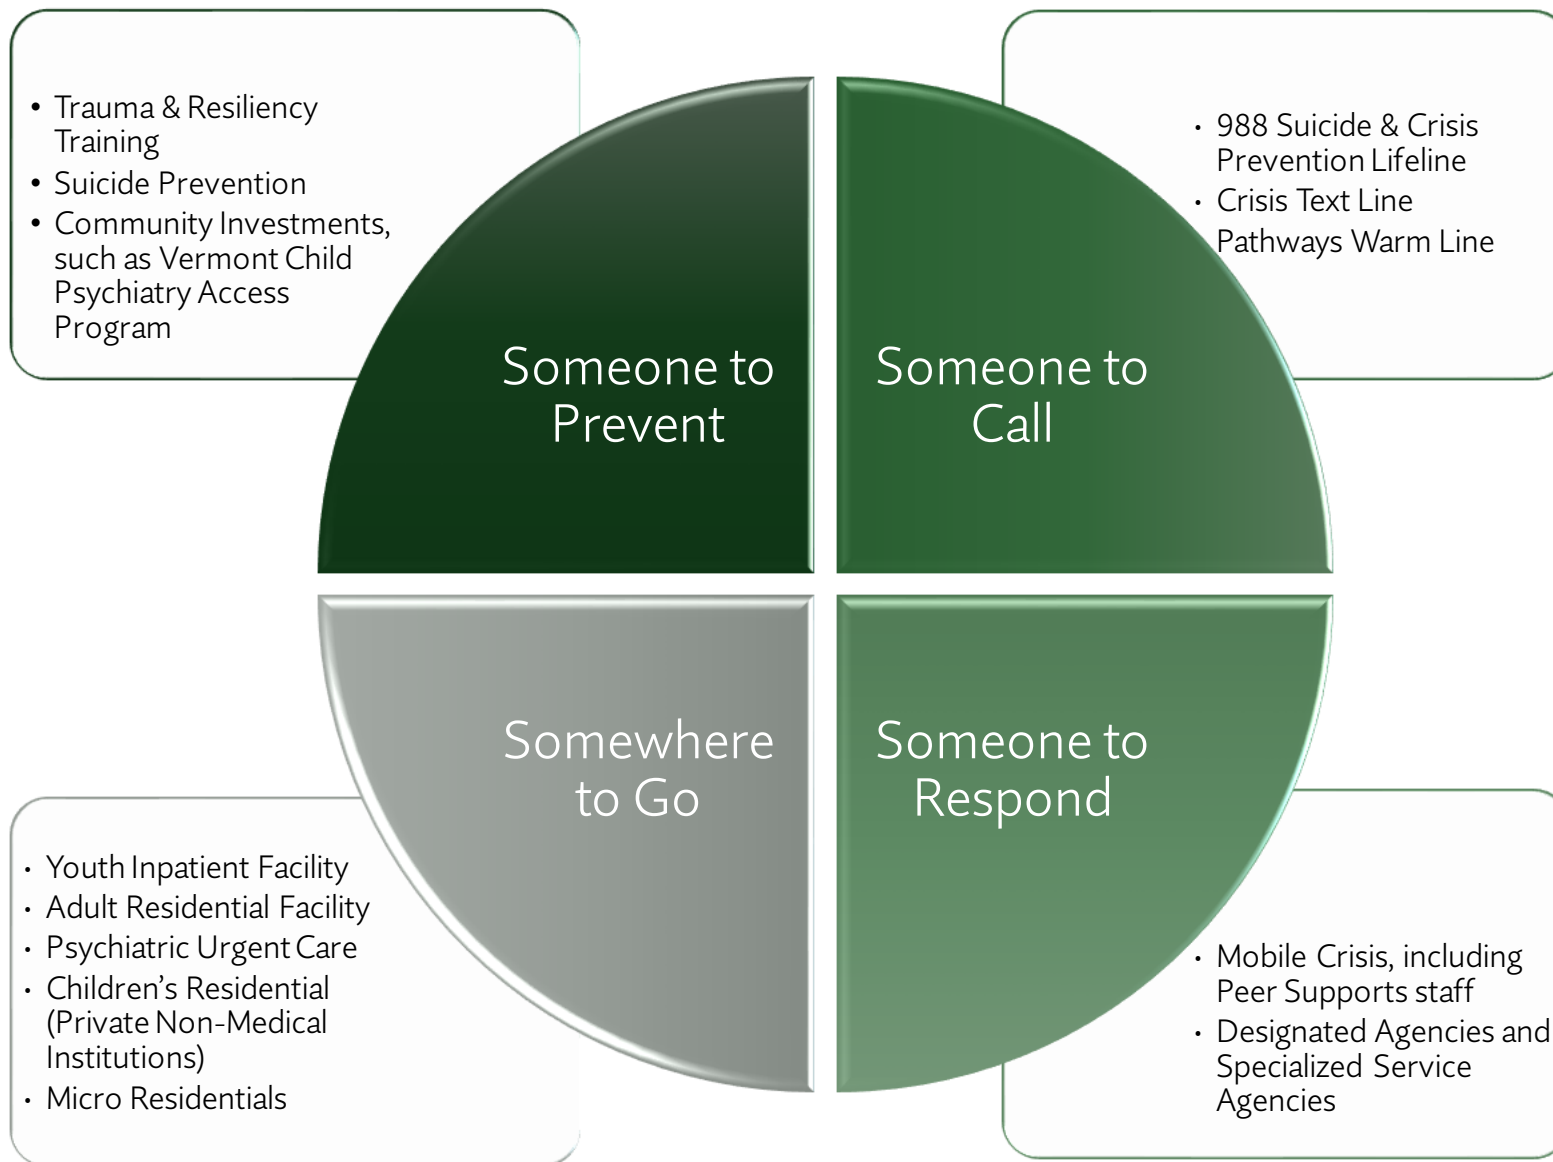 • Trauma & Resiliency
Training
• Suicide Prevention
• Community Investments,
such as Vermont Child
Psychiatry Access
Program
• 988 Suicide & Crisis
Prevention Lifeline
• Crisis Text Line
Pathways Warm Line
Someone to
Prevent
Someone to
Call
Somewhere
to Go
Someone to
Respond
• Youth Inpatient Facility
• Adult Residential Facility
• Psychiatric Urgent Care
• Children’s Residential
(Private Non-Medical
Institutions)
• Micro Residentials
• Mobile Crisis, including
Peer Supports staff
• Designated Agencies and
Specialized Service
Agencies